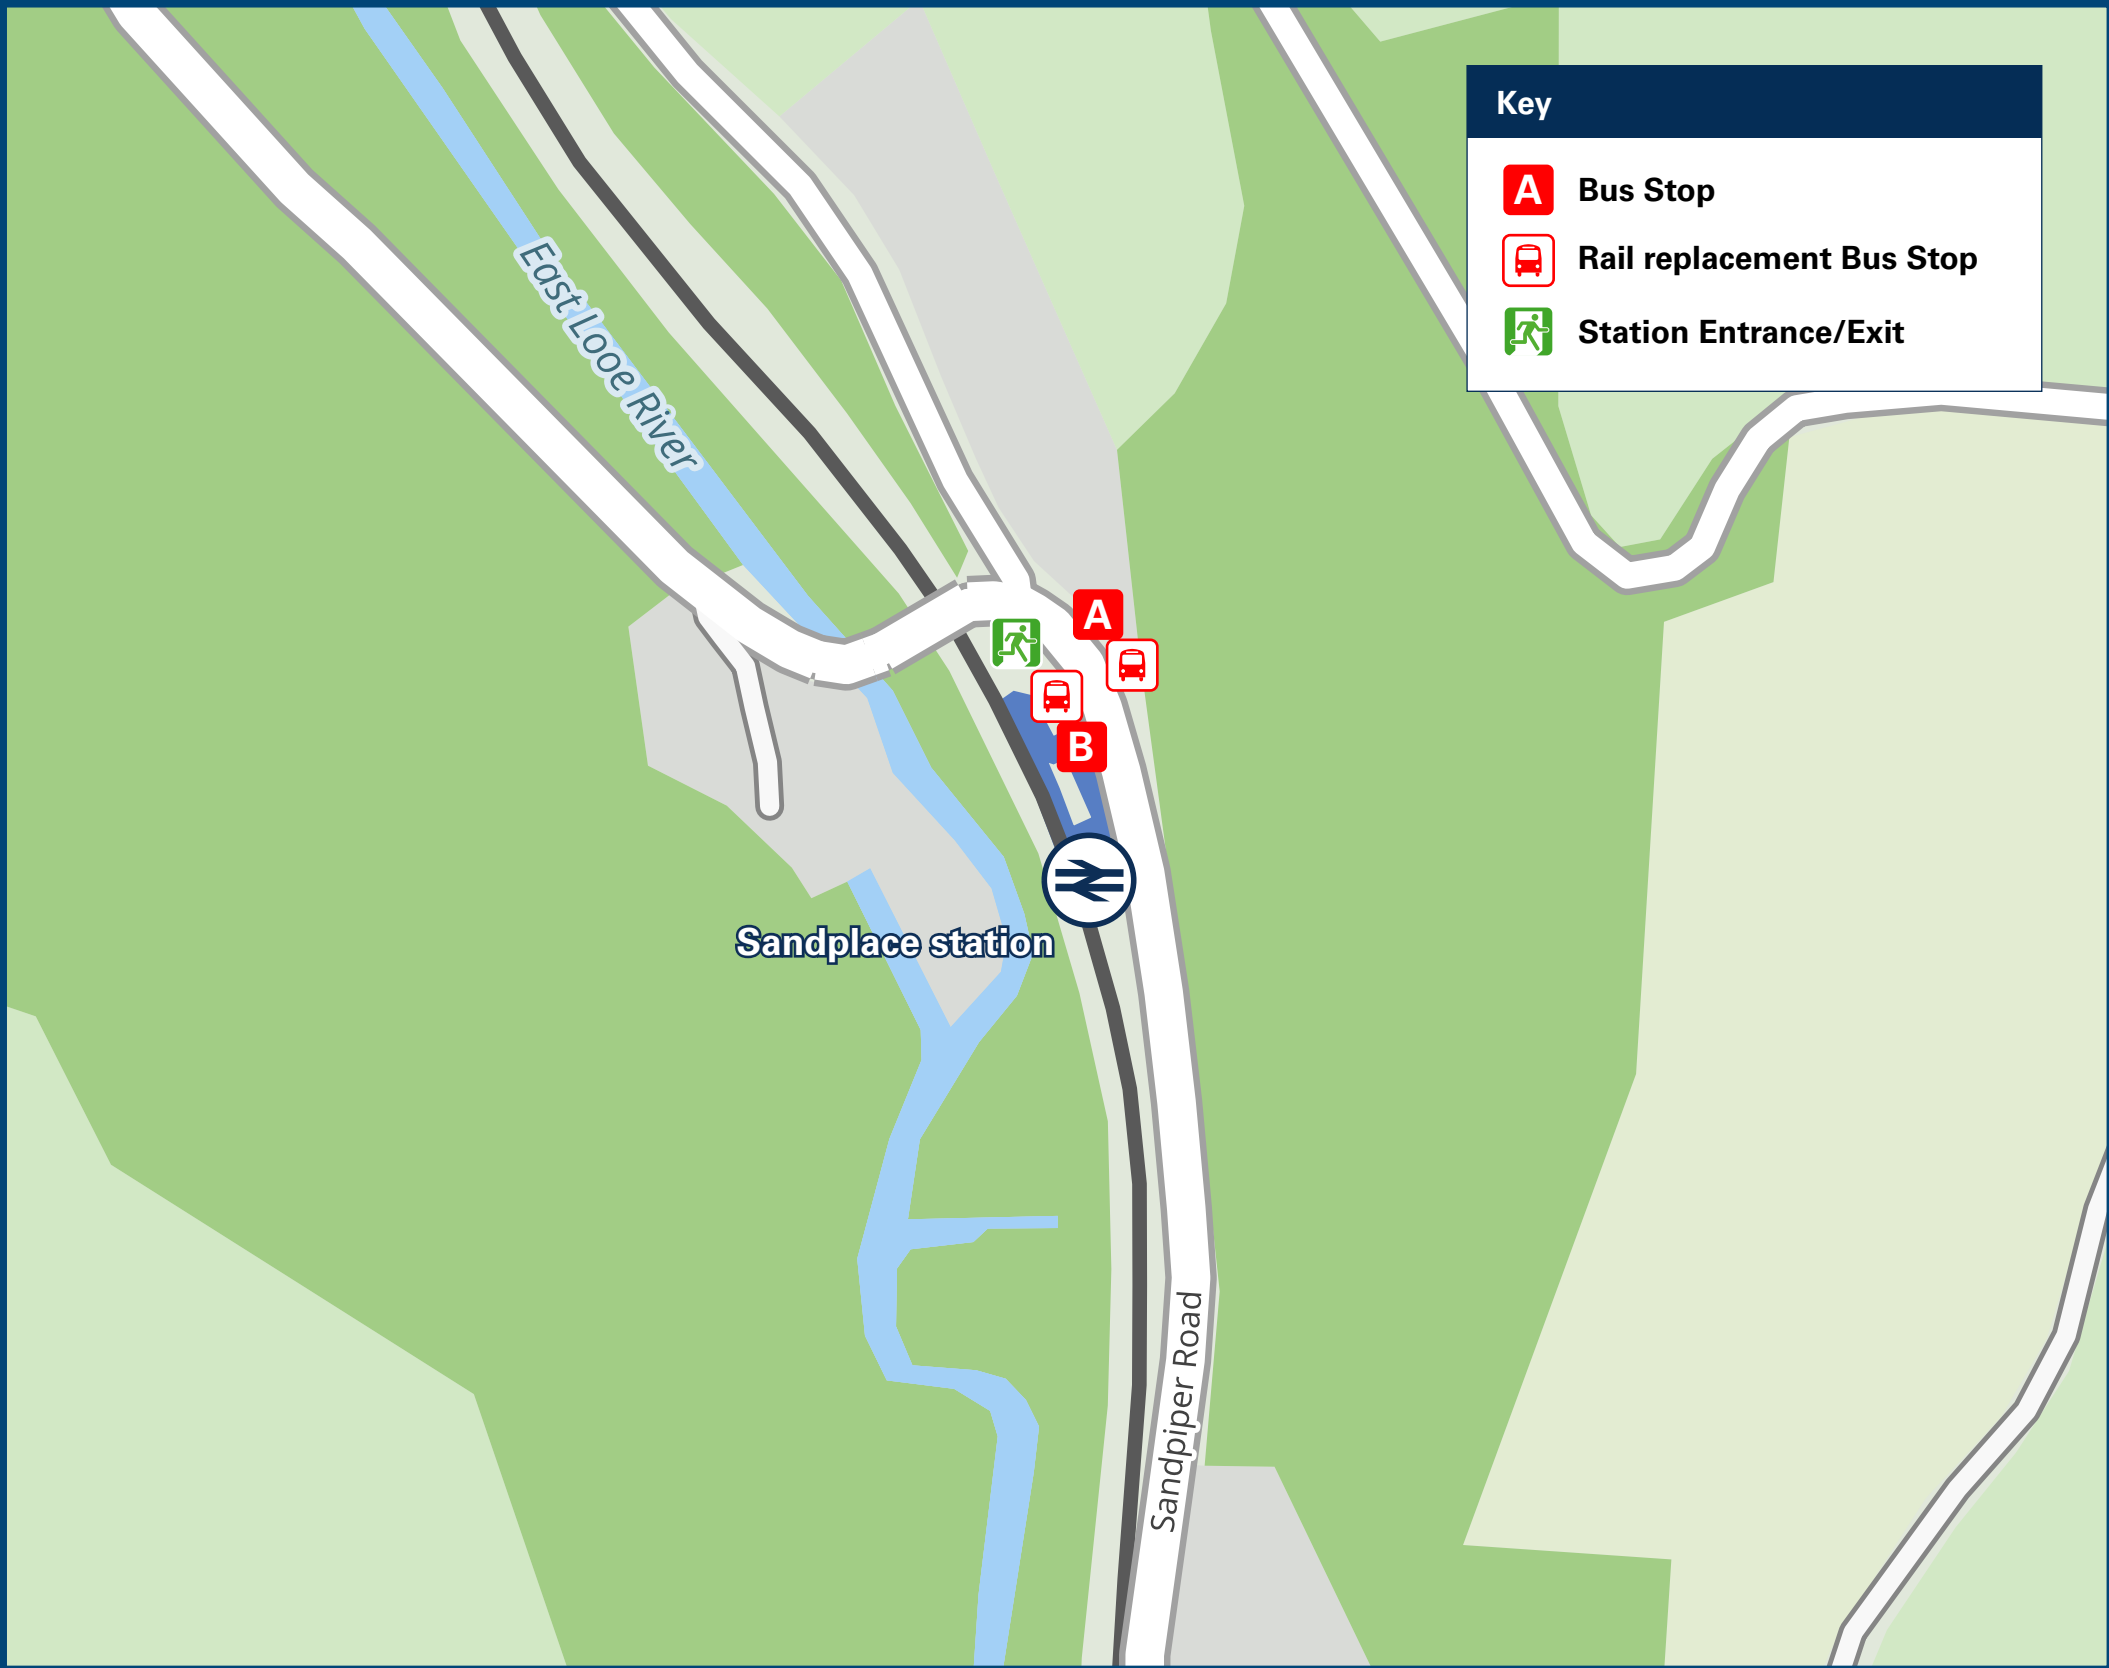 Key
A Bus Stop
Rail replacement Bus Stop
Station Entrance/Exit
East Looe River
A
B
Sandplace station
Sandpiper Road